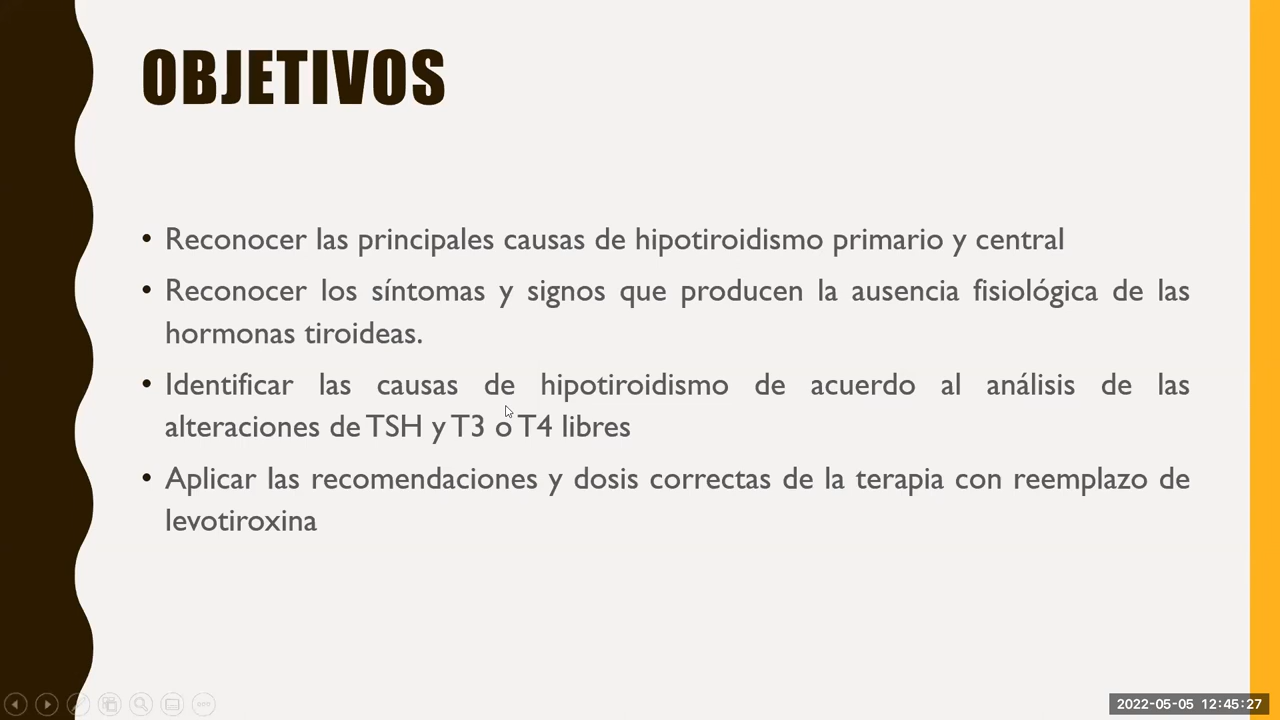 OBJETIVOS
• Reconocer las principales causas de hipotiroidismo primario y central
• Reconocer los síntomas y signos que producen la ausencia fisiológica de las
hormonas tiroideas.
• Identificar las causas de hipotiroidismo de acuerdo al análisis de las
alteraciones de TSH y T3 o T4 libres
• Aplicar las recomendaciones y dosis correctas de la terapia con reemplazo de
levotiroxina
2022-05-05 12:45:27